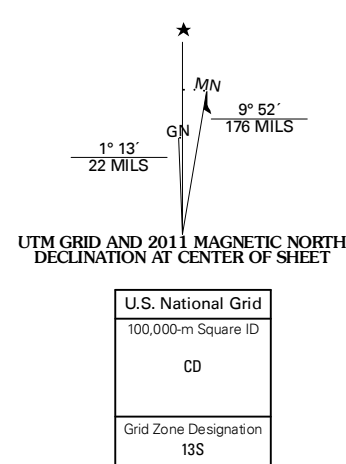 MN
GN
9° 52´
176 MILS
1° 13´
22 MILS
UTM GRID AND 2011 MAGNETIC NORTH
DECLINATION AT CENTER OF SHEET
U.S. National Grid
100,000-m Square ID
CD
Grid Zone Designation
13S